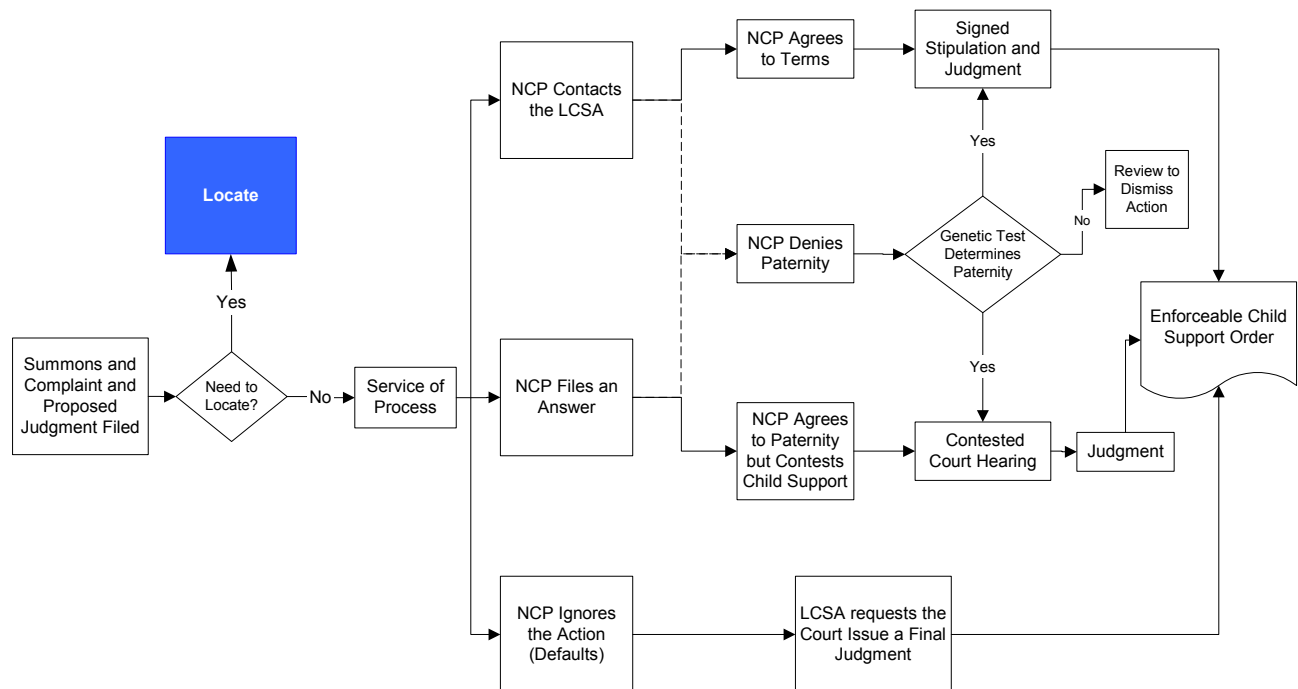 NCP Agrees
to Terms
Signed
Stipulation and
Judgment
NCP Contacts
the LCSA
Locate
Yes
Review to
Dismiss
Action
No
NCP Denies
Paternity
Genetic Test
Determines
Paternity
Yes
Summons and
Complaint and
Proposed
Judgment Filed
Need to
Locate?
No
Service of
Process
NCP Files an
Answer
Yes
Enforceable Child
Support Order
NCP Agrees
to Paternity
but Contests
Child Support
Contested
Court Hearing
Judgment
NCP Ignores
the Action
(Defaults)
LCSA requests the
Court Issue a Final
Judgment